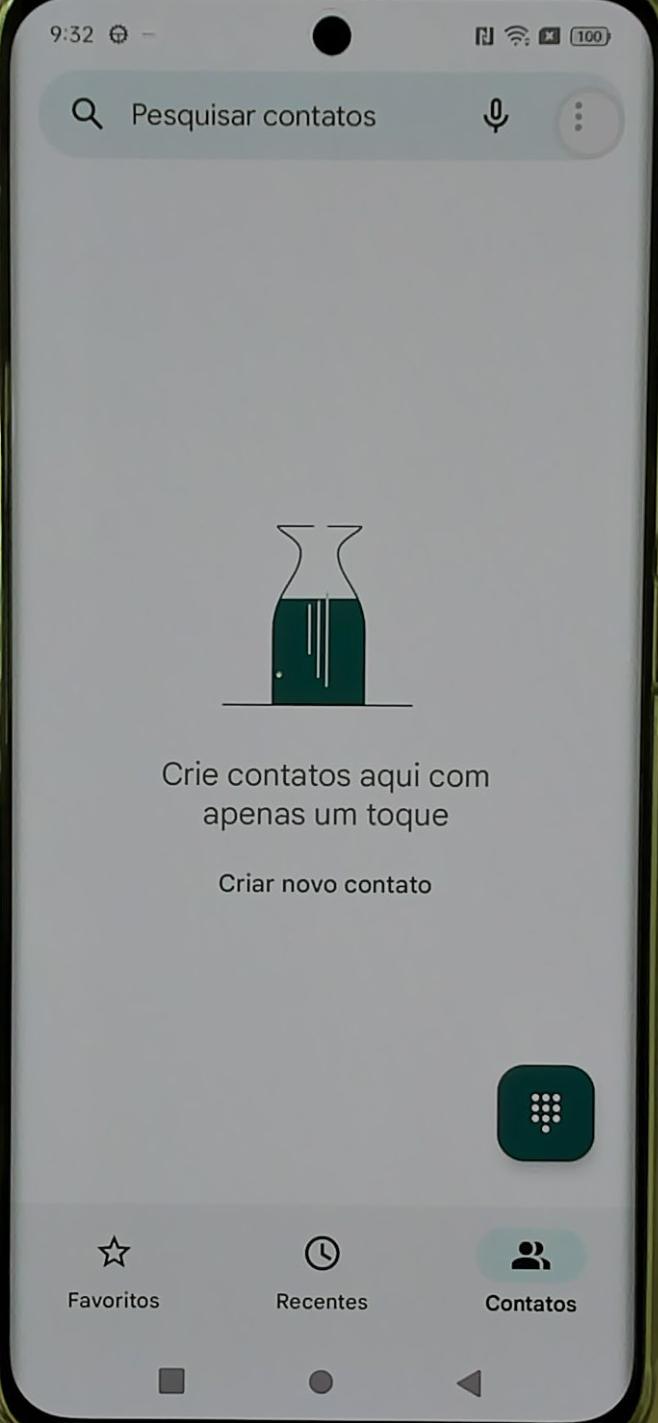 9:32
100
Pesquisar contatos
Crie contatos aqui com
apenas um toque
Criar novo contato
Favoritos
Recentes
Contatos